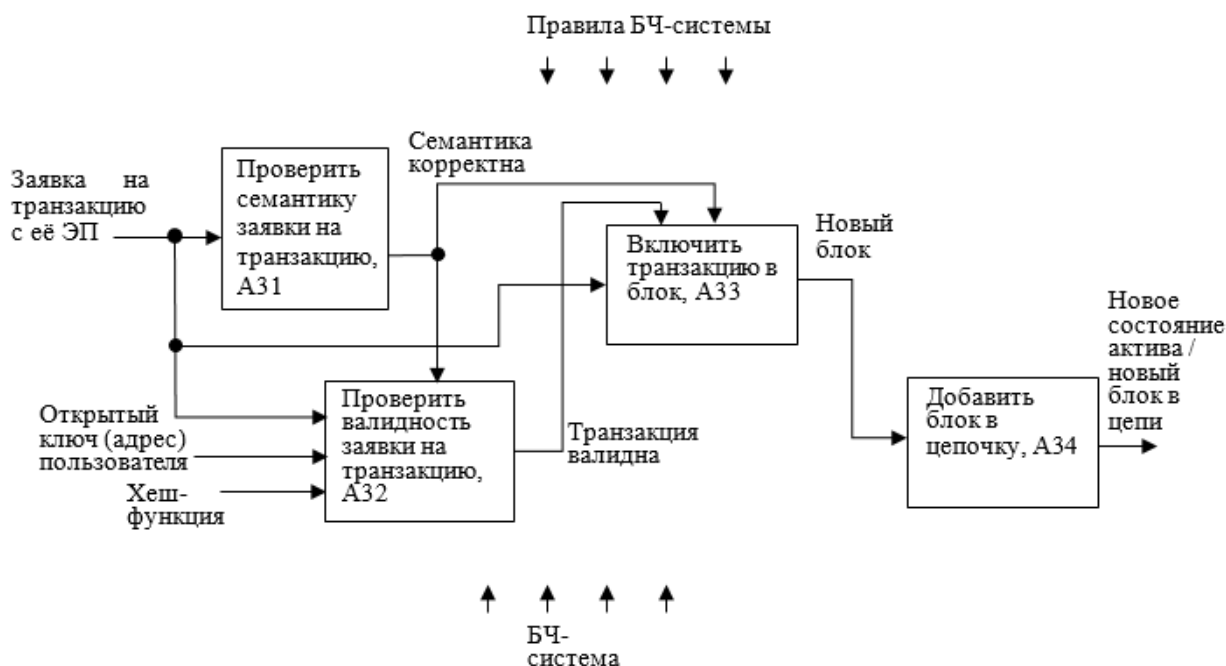 Правила БЧ-системы
Семантика
корректна
Заявка на
транзакцию
с её ЭП
Проверить
семантику
заявки на
транзакцию,
А31
Включить
транзакцию в
блок, А33
Новый
блок
Новое
состояние
актива /
новый
блок в
цепи
Открытый
ключ (адрес)
пользователя
Хеш-
функция
Проверить
валидность
заявки на
транзакцию,
А32
Транзакция
валидна
Добавить
блок в
цепочку, А34
БЧ-
система